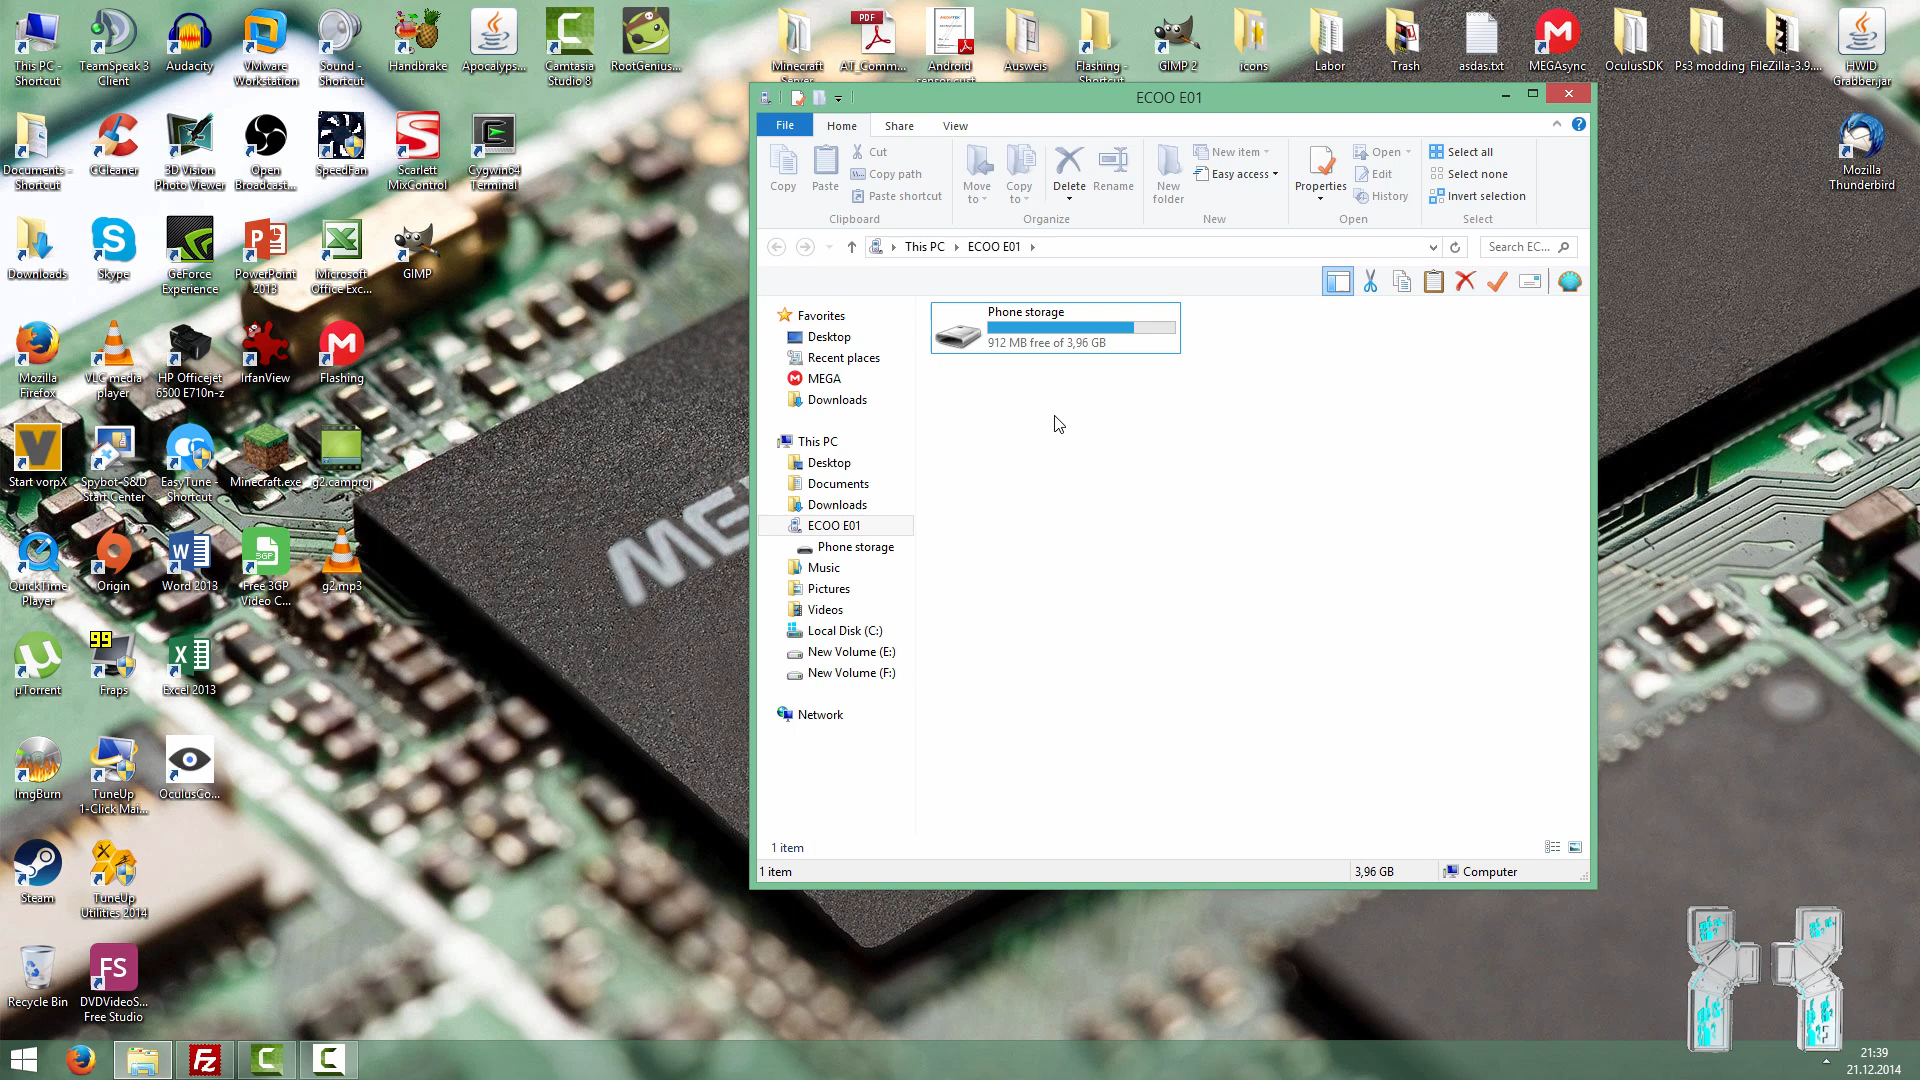 This PC - Shortcut
TeamSpeak 3 Client
Audacity
VMware Workstation
Sound - Shortcut
Handbrake
Apocalyps...
Camtasia Studio 8
RootGenius...
Minecraft Server
PDF
AT_Comm...
Android sensor cust
Ausweis
Flashing - Shortcut
GIMP 2
icons
Labor
Trash
asdas.txt
MEGAsync
OculusSDK
Ps3 modding
FileZilla-3.9....
HWID Grabber.jar
Documents - Shortcut
CCleaner
3D Vision Photo Viewer
Open Broadcast...
SpeedFan
Scarlett MixControl
Cygwin64 Terminal
Mozilla Thunderbird
Downloads
Skype
GeForce Experience
PowerPoint 2013
Microsoft Office Exc...
GIMP
Mozilla Firefox
VLC media player
HP Officejet 6500 E710n-z
IrfanView
Flashing
Start vorpX
Spybot-S&D Start Center
EasyTune - Shortcut
Minecraft.exe
g2.camproj
QuickTime Player
Origin
Word 2013
3GP
Free 3GP Video C...
g2.mp3
µTorrent
99
Fraps
Excel 2013
ImgBurn
TuneUp 1-Click Mai...
OculusCo...
Steam
TuneUp Utilities 2014
Recycle Bin
FS
DVDVideoS... Free Studio
ECOO E01
File
Home
Share
View
Copy
Paste
Cut
Copy path
Paste shortcut
Clipboard
Move to
Copy to
Delete
Rename
Organize
New folder
New item
Easy access
New
Properties
Open
Edit
History
Open
Select all
Select none
Invert selection
Select
This PC
ECOO E01
Search EC...
Favorites
Desktop
Recent places
MEGA
Downloads
This PC
Desktop
Documents
Downloads
ECOO E01
Phone storage
Music
Pictures
Videos
Local Disk (C:)
New Volume (E:)
New Volume (F:)
Network
Phone storage
912 MB free of 3,96 GB
1 item
1 item
3,96 GB
Computer
21:39
21.12.2014